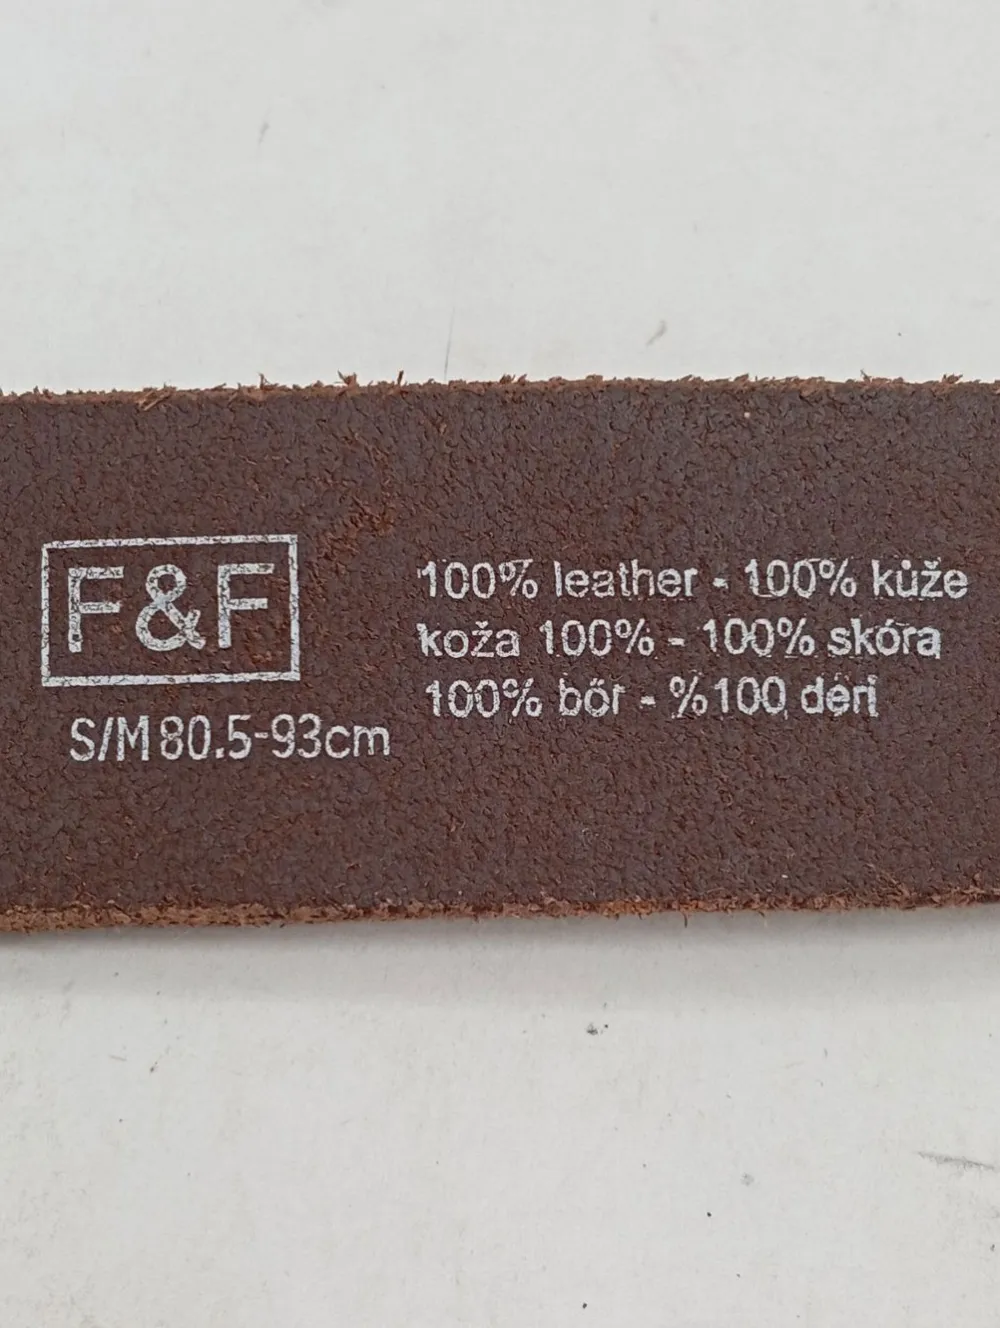 F&F
S/M 80.5-93cm
100% leather - 100% kůže
koža 100% - 100% skóra
100% bőr - %100 deri